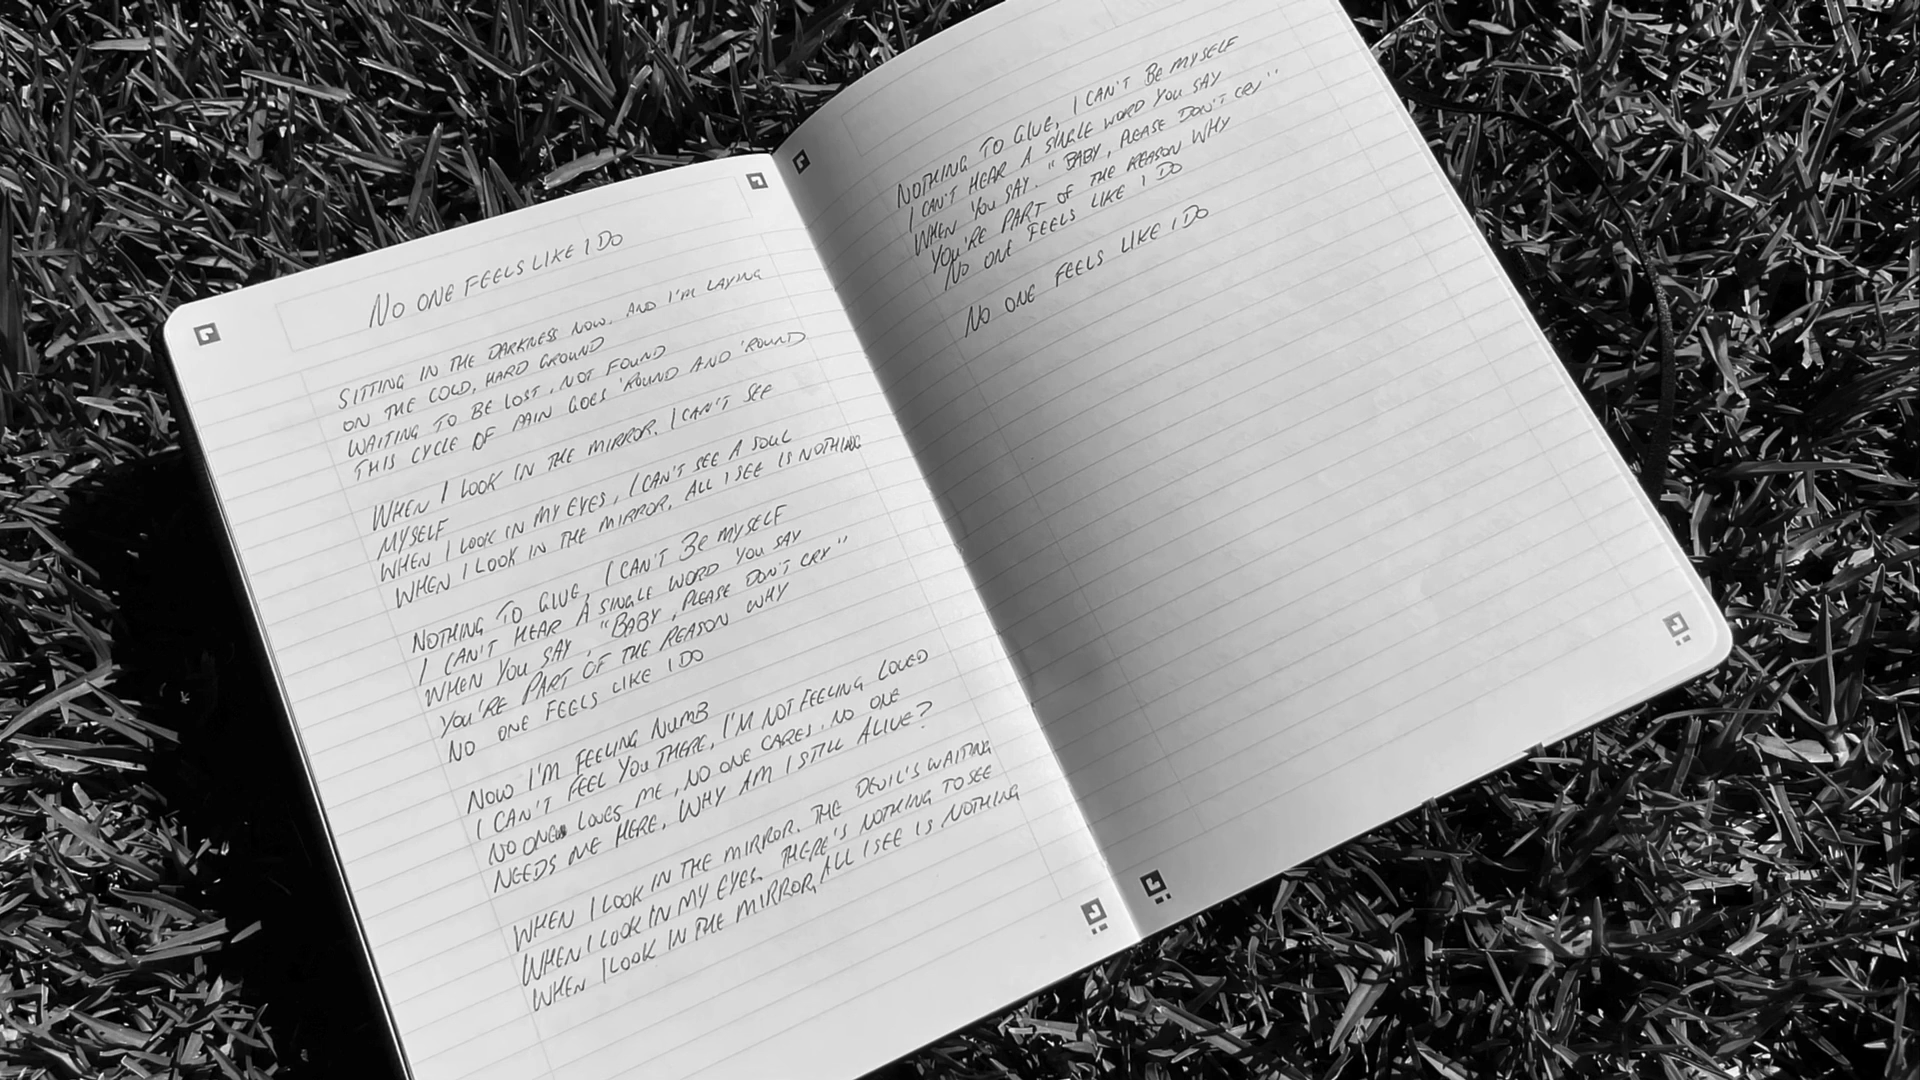 NO ONE FEELS LIKE I DO
SITTING IN THE DARKNESS NOW, AND I'M LAYING
ON THE COLD, HARD GROUND
WAITING TO BE LOST, NOT FOUND
THIS CYCLE OF PAIN GOES 'ROUND AND 'ROUND
WHEN I LOOK IN THE MIRROR, I CAN'T SEE
MYSELF
WHEN I LOOK IN MY EYES, I CAN'T SEE A SOUL
WHEN I LOOK IN THE MIRROR, ALL I SEE IS NOTHING
NOTHING TO GIVE, I CAN'T BE MYSELF
I CAN'T HEAR A SINGLE WORD YOU SAY
WHEN YOU SAY, "BABY, PLEASE DON'T CRY"
YOU'RE PART OF THE REASON WHY
NO ONE FEELS LIKE I DO
NOW I'M FEELING NUMB
I CAN'T FEEL YOU THERE, I'M NOT FEELING LOVED
NO ONE LOVES ME, NO ONE CARES, NO ONE
NEEDS ME HERE, WHY AM I STILL ALIVE?
WHEN I LOOK IN THE MIRROR, THE DEVIL'S WAITING
WHEN I LOOK IN MY EYES, THERE'S NOTHING TO SEE
WHEN I LOOK IN THE MIRROR, ALL I SEE IS NOTHING
NOTHING TO GIVE, I CAN'T BE MYSELF
I CAN'T HEAR A SINGLE WORD YOU SAY
WHEN YOU SAY, "BABY, PLEASE DON'T CRY"
YOU'RE PART OF THE REASON WHY
NO ONE FEELS LIKE I DO
NO ONE FEELS LIKE I DO